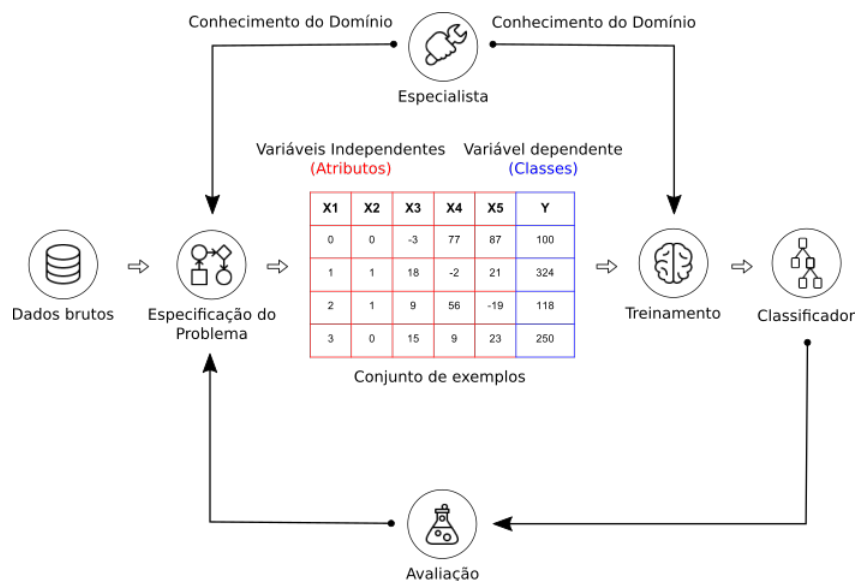 Conhecimento do Domínio
Conhecimento do Domínio
Especialista
Variáveis Independentes
(Atributos)
Variável dependente
(Classes)
X1 X2 X3 X4 X5 Y
0 0 -3 77 87 100
1 1 18 -2 21 324
2 1 9 56 -19 118
3 0 15 9 23 250
Dados brutos
Especificação do
Problema
Conjunto de exemplos
Treinamento
Classificador
Avaliação